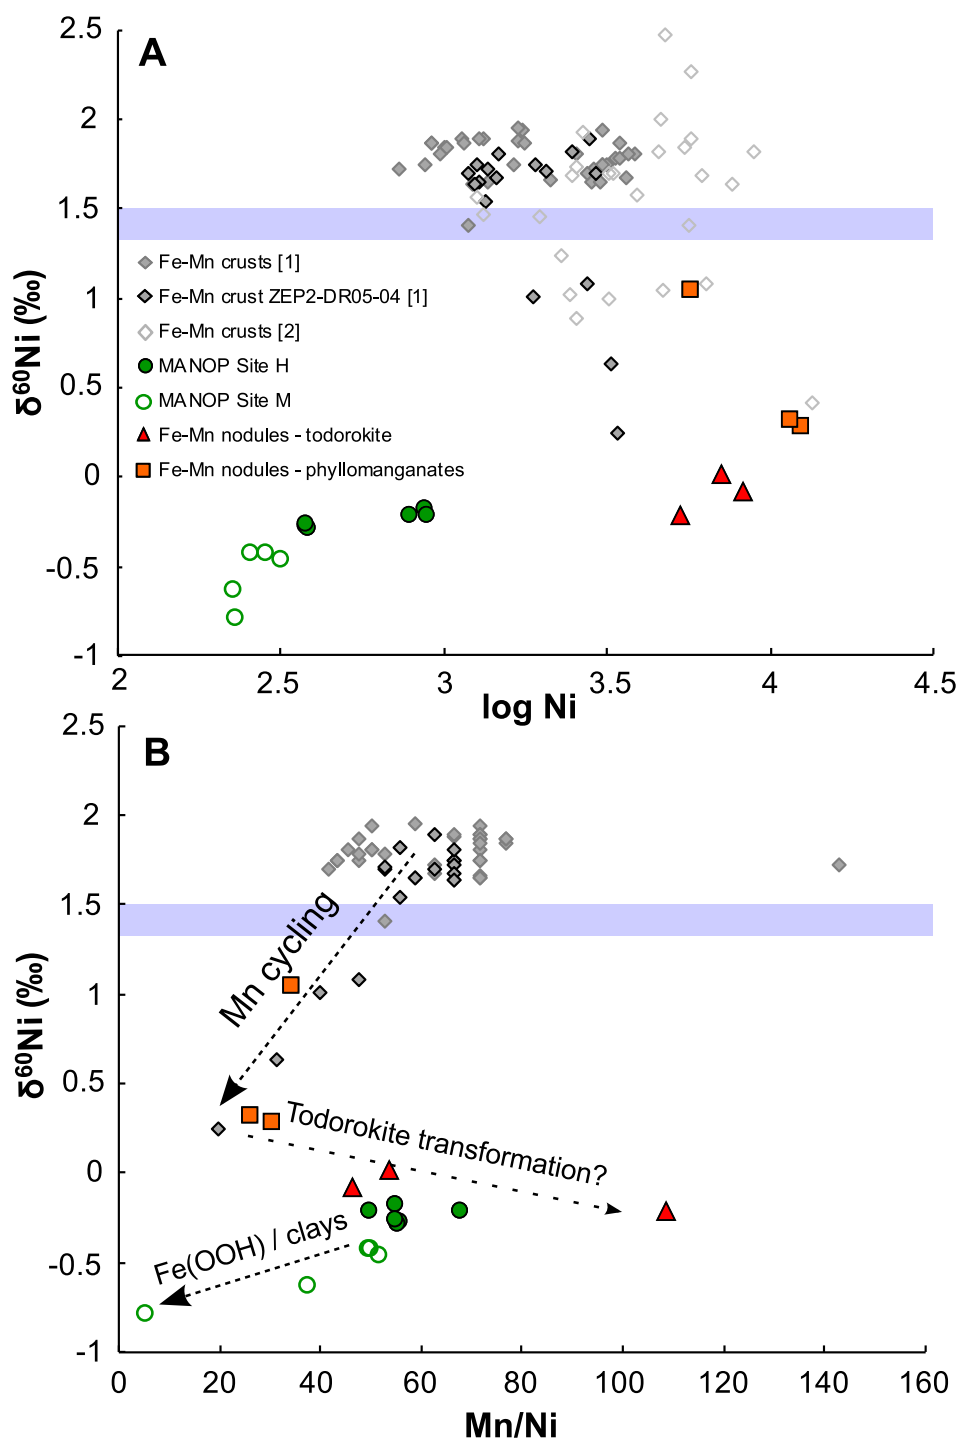 A
2.5
2
1.5
1
0.5
0
-0.5
-1
δ⁶⁰Ni (‰)
Fe-Mn crusts [1]
Fe-Mn crust ZEP2-DR05-04 [1]
Fe-Mn crusts [2]
MANOP Site H
MANOP Site M
Fe-Mn nodules - todorokite
Fe-Mn nodules - phyllomanganates
2 2.5 3 3.5 4 4.5
log Ni
B
2.5
2
1.5
1
0.5
0
-0.5
-1
δ⁶⁰Ni (‰)
Mn cycling
Todorokite transformation?
Fe(OOH) / clays
0 20 40 60 80 100 120 140 160
Mn/Ni